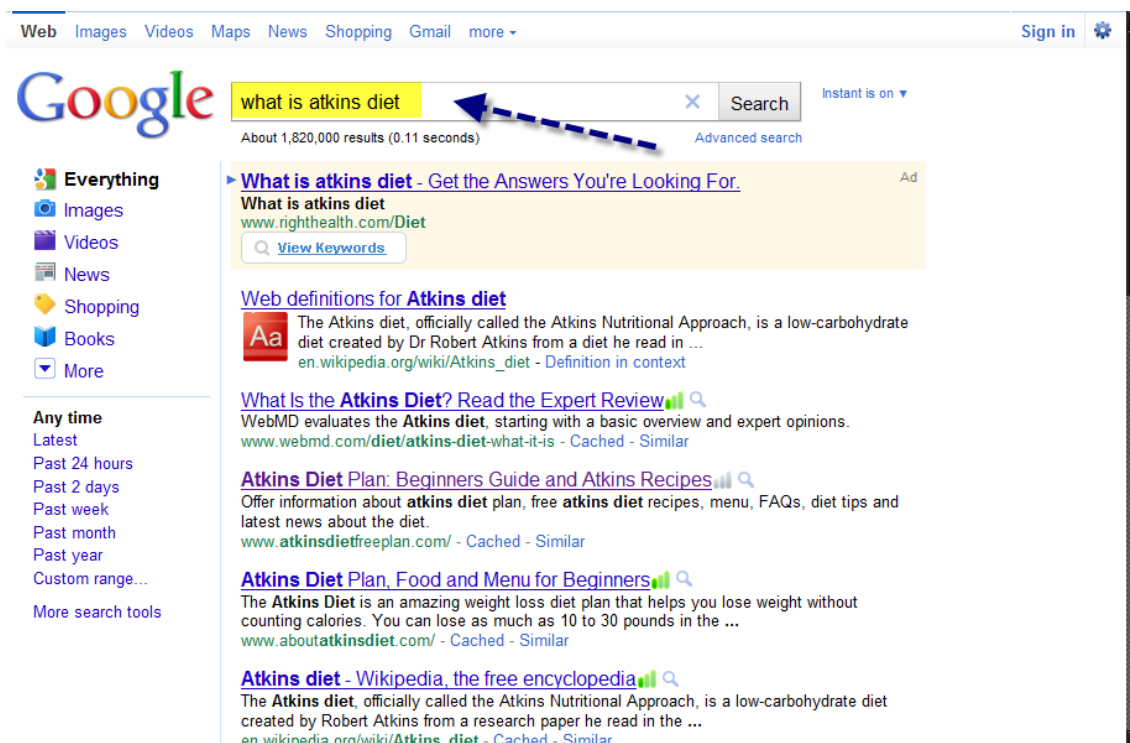 Web Images Videos Maps News Shopping Gmail more
Sign in
Google
what is atkins diet
Search
Instant is on
About 1,820,000 results (0.11 seconds)
Advanced search
Everything
Images
Videos
News
Shopping
Books
More
Any time
Latest
Past 24 hours
Past 2 days
Past week
Past month
Past year
Custom range...
More search tools
What is atkins diet - Get the Answers You're Looking For.
Ad
What is atkins diet
www.righthealth.com/Diet
View Keywords
Web definitions for Atkins diet
Aa
The Atkins diet, officially called the Atkins Nutritional Approach, is a low-carbohydrate
diet created by Dr Robert Atkins from a diet he read in ...
en.wikipedia.org/wiki/Atkins_diet - Definition in context
What Is the Atkins Diet? Read the Expert Review
WebMD evaluates the Atkins diet, starting with a basic overview and expert opinions.
www.webmd.com/diet/atkins-diet-what-it-is - Cached - Similar
Atkins Diet Plan: Beginners Guide and Atkins Recipes
Offer information about atkins diet plan, free atkins diet recipes, menu, FAQs, diet tips and
latest news about the diet.
www.atkinsdietfreeplan.com/ - Cached - Similar
Atkins Diet Plan, Food and Menu for Beginners
The Atkins Diet is an amazing weight loss diet plan that helps you lose weight without
counting calories. You can lose as much as 10 to 30 pounds in the ...
www.aboutatkinsdiet.com/ - Cached - Similar
Atkins diet - Wikipedia, the free encyclopedia
The Atkins diet, officially called the Atkins Nutritional Approach, is a low-carbohydrate diet
created by Robert Atkins from a research paper he read in the ...
en.wikipedia.org/wiki/Atkins_diet - Cached - Similar